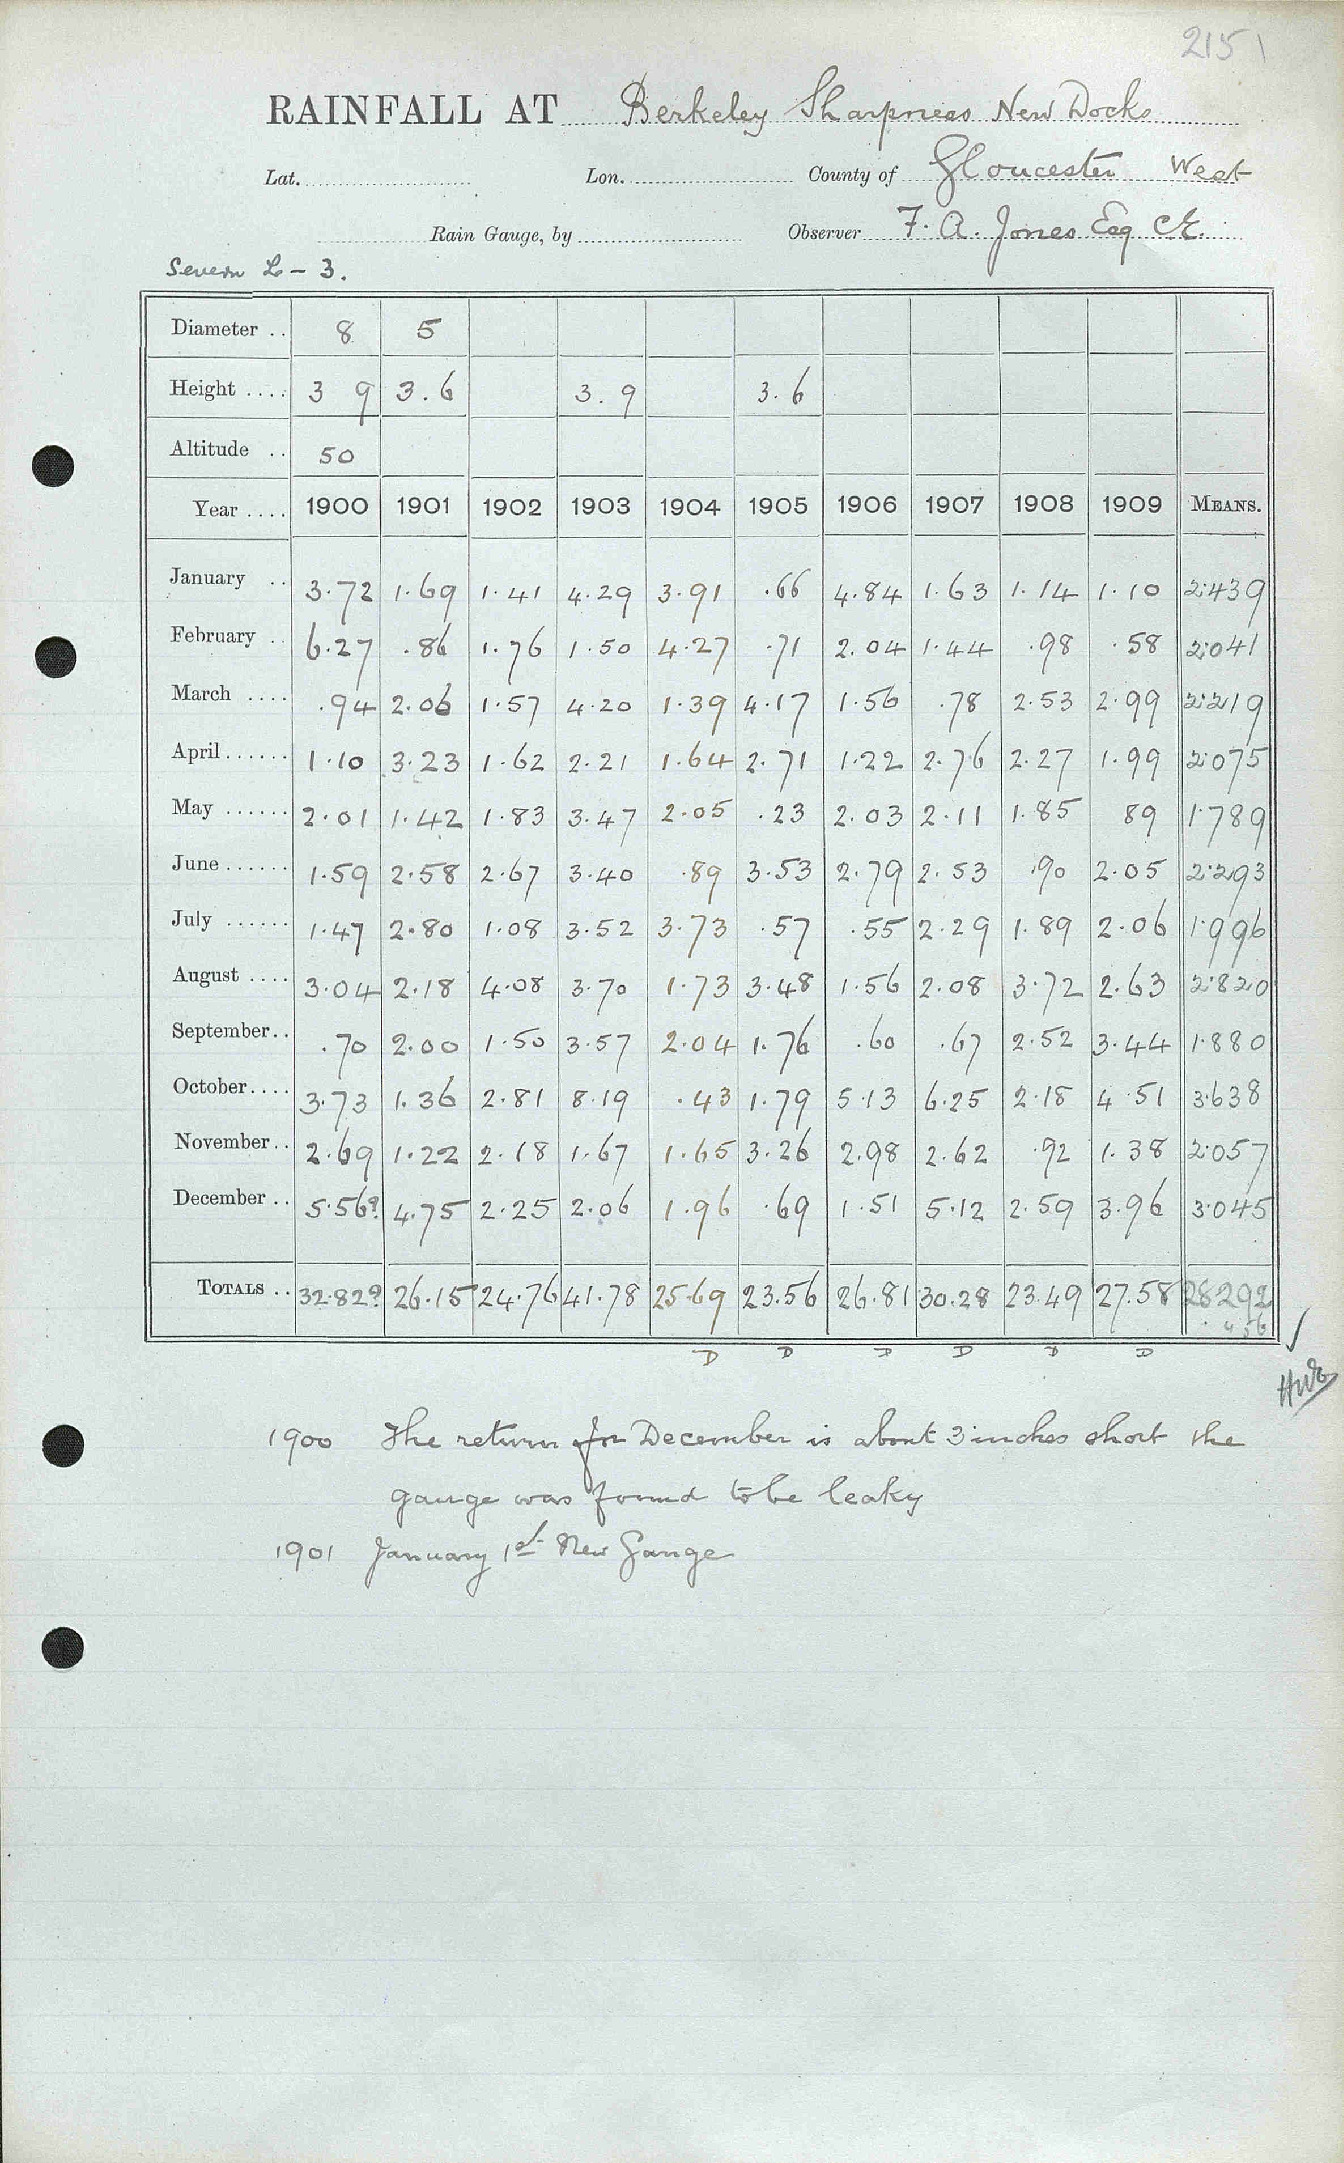 2151
RAINFALL AT Berkeley Sharpness New Docks
Lat. Lon. County of Gloucester West
Rain Gauge, by Observer F. A. Jones Esq C.E.
Severn L - 3.
Diameter .. 8 5
Height .... 3 9 3.6 3.9 3.6
Altitude .. 50
Year .... 1900 1901 1902 1903 1904 1905 1906 1907 1908 1909 MEANS.
January .. 3.72 1.69 1.41 4.29 3.91 .66 4.84 1.63 1.14 1.10 2.439
February .. 6.27 .86 1.76 1.50 4.27 .71 2.04 1.44 .98 .58 2.041
March .... .94 2.06 1.57 4.20 1.39 4.17 1.56 .78 2.53 2.99 2.219
April...... 1.10 3.23 1.62 2.21 1.64 2.71 1.22 2.76 2.27 1.99 2.075
May ...... 2.01 1.42 1.83 3.47 2.05 .23 2.03 2.11 1.85 89 1.789
June...... 1.59 2.58 2.67 3.40 .89 3.53 2.79 2.53 .90 2.05 2.293
July ...... 1.47 2.80 1.08 3.52 3.73 .57 .55 2.29 1.89 2.06 1.996
August .... 3.04 2.18 4.08 3.70 1.73 3.48 1.56 2.08 3.72 2.63 2.820
September.. .70 2.00 1.50 3.57 2.04 1.76 .60 .67 2.52 3.44 1.880
October.... 3.73 1.36 2.81 8.19 .43 1.79 5.13 6.25 2.18 4.51 3.638
November.. 2.69 1.22 2.18 1.67 1.65 3.26 2.98 2.62 .92 1.38 2.057
December .. 5.56? 4.75 2.25 2.06 1.96 .69 1.51 5.12 2.59 3.96 3.045
TOTALS .. 32.82? 26.15 24.76 41.78 25.69 23.56 26.81 30.28 23.49 27.58 28.292
D D D D D D
1900 The return for December is about 3 inches short the
gauge was found to be leaky
1901 January 1st New Gauge